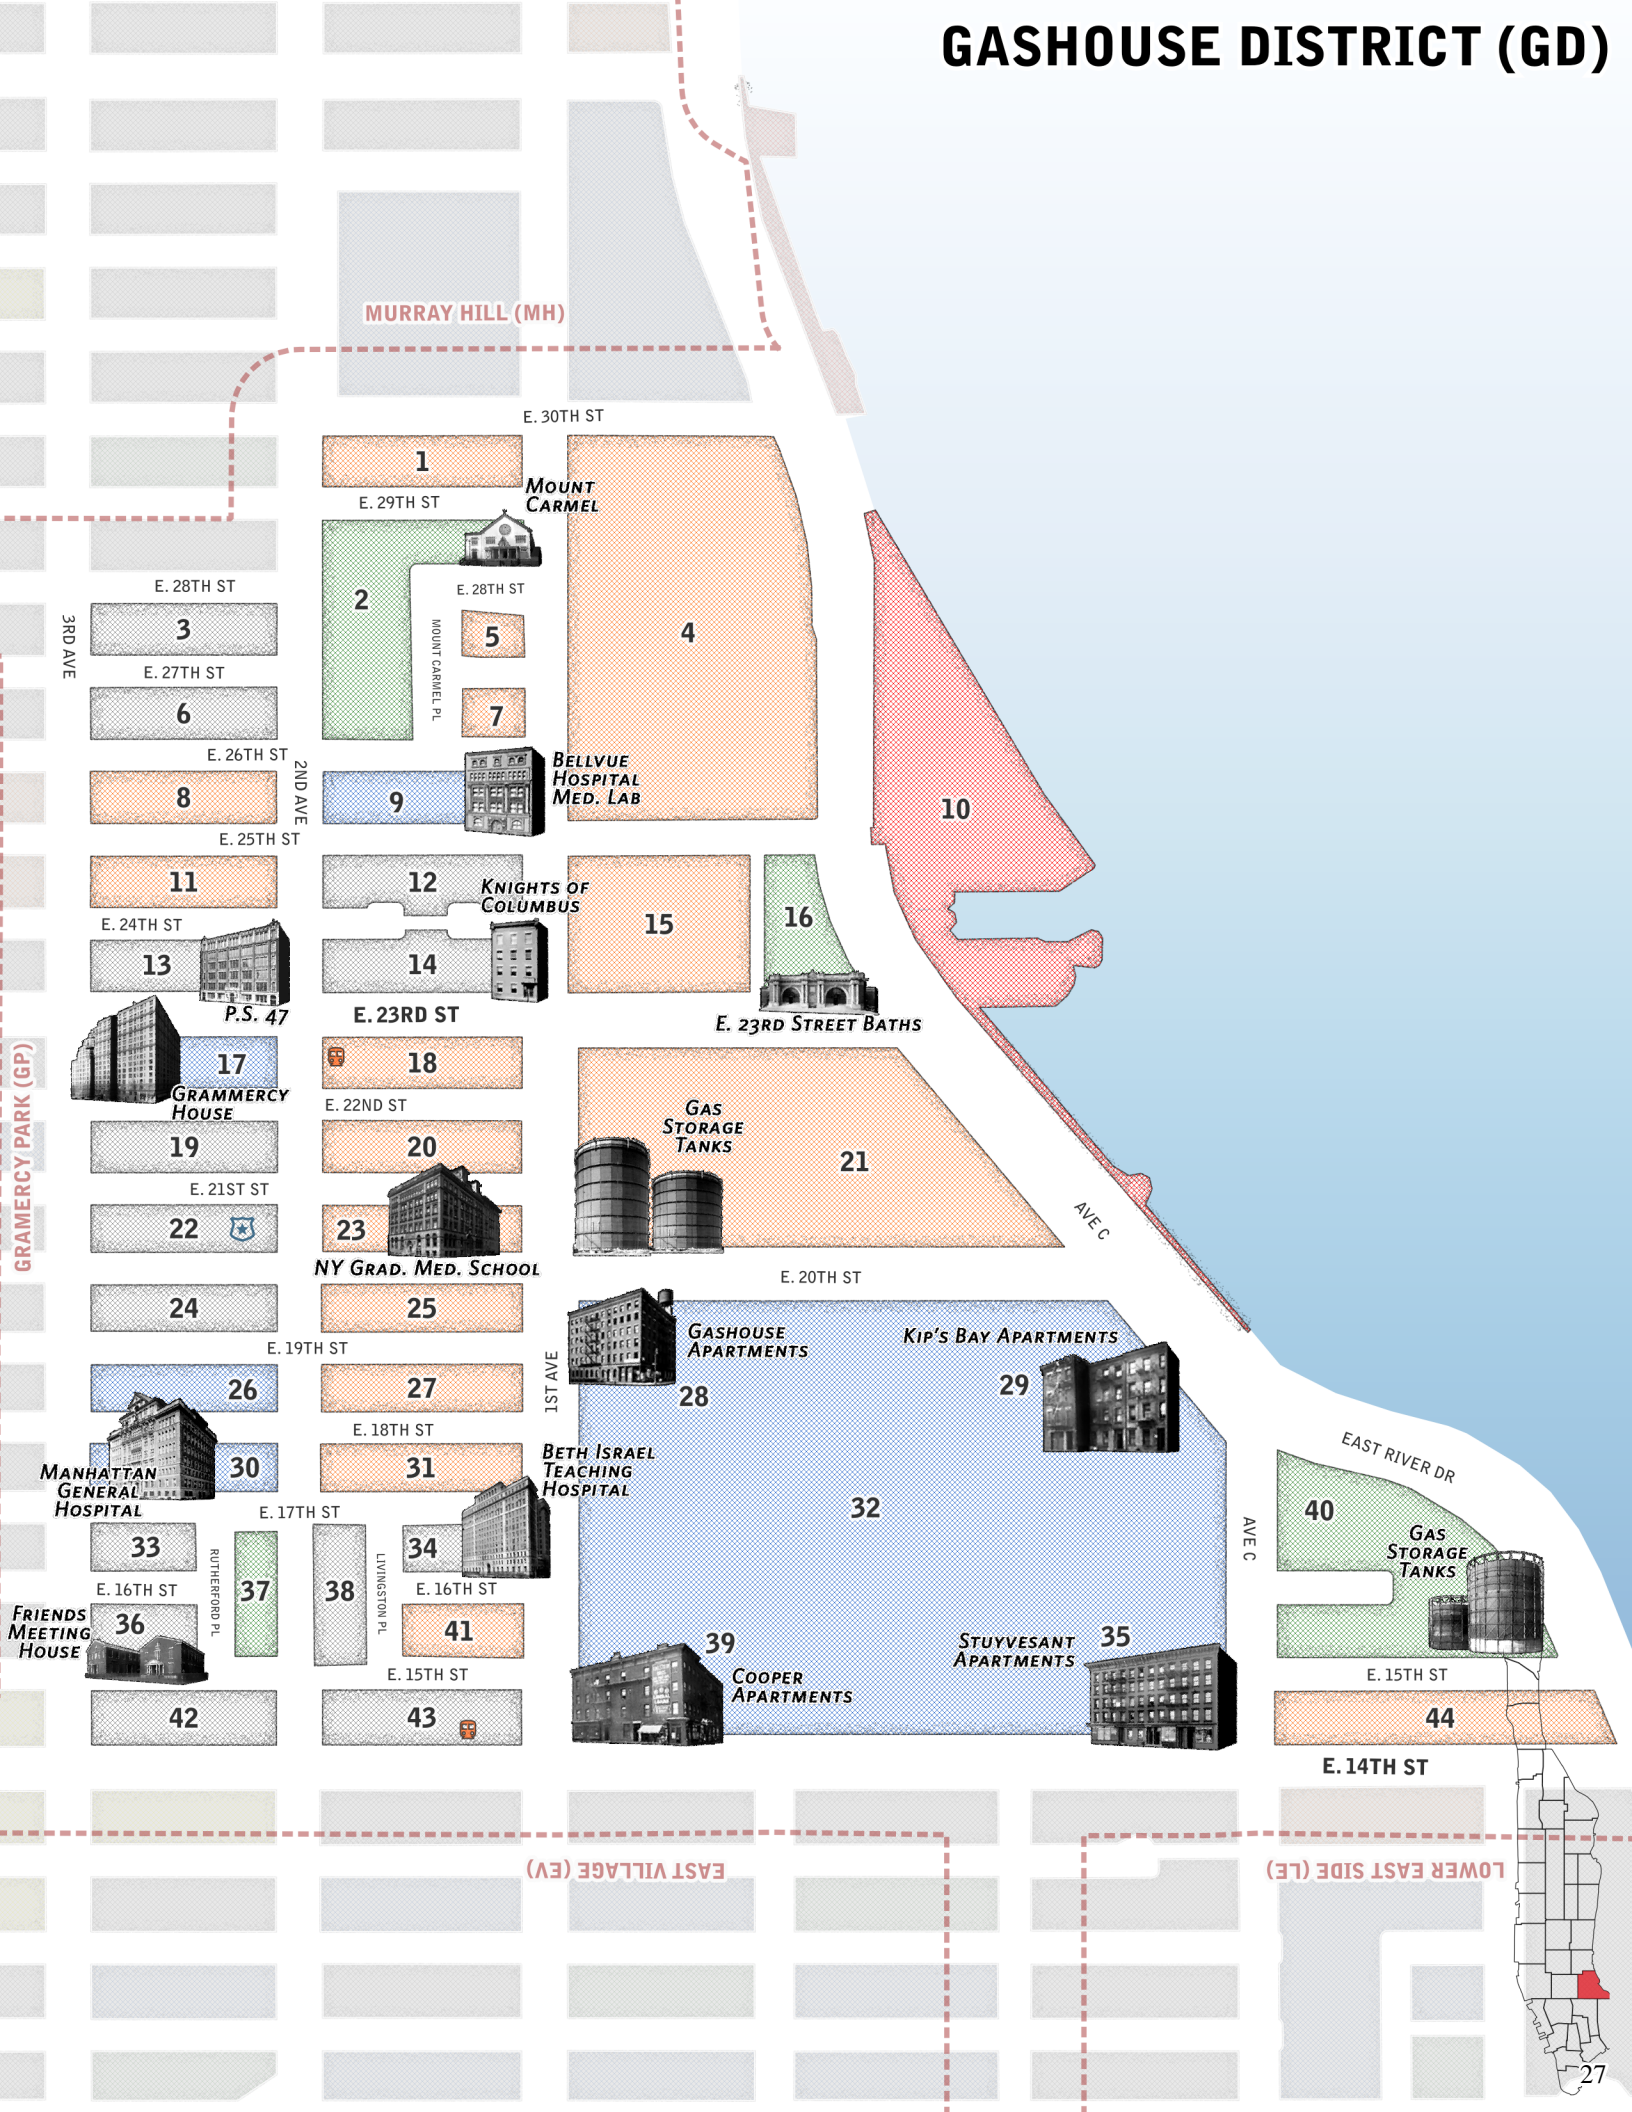 GASHOUSE DISTRICT (GD)
MURRAY HILL (MH)
E. 30TH ST
1
MOUNT
CARMEL
E. 29TH ST
E. 28TH ST
E. 28TH ST
2
3RD AVE
3
MOUNT CARMEL PL
5
4
E. 27TH ST
6
7
E. 26TH ST
2ND AVE
8
9
BELLVUE
HOSPITAL
MED. LAB
10
E. 25TH ST
11
12
KNIGHTS OF
COLUMBUS
E. 24TH ST
13
14
15
16
P.S. 47
E. 23RD ST
E. 23RD STREET BATHS
17
18
GRAMMERCY
HOUSE
E. 22ND ST
GAS
STORAGE
TANKS
GRAMERCY PARK (GP)
19
20
21
E. 21ST ST
22
23
AVE C
NY GRAD. MED. SCHOOL
E. 20TH ST
24
25
GASHOUSE
APARTMENTS
KIP'S BAY APARTMENTS
E. 19TH ST
1ST AVE
26
27
28
29
E. 18TH ST
EAST RIVER DR
MANHATTAN
GENERAL
HOSPITAL
30
31
BETH ISRAEL
TEACHING
HOSPITAL
32
40
E. 17TH ST
AVE C
GAS
STORAGE
TANKS
33
RUTHERFORD PL
37
38
LIVINGSTON PL
34
E. 16TH ST
E. 16TH ST
FRIENDS
MEETING
HOUSE
36
41
39
COOPER
APARTMENTS
STUYVESANT
APARTMENTS
35
E. 15TH ST
E. 15TH ST
42
43
44
E. 14TH ST
EAST VILLAGE (EV)
LOWER EAST SIDE (LE)
27